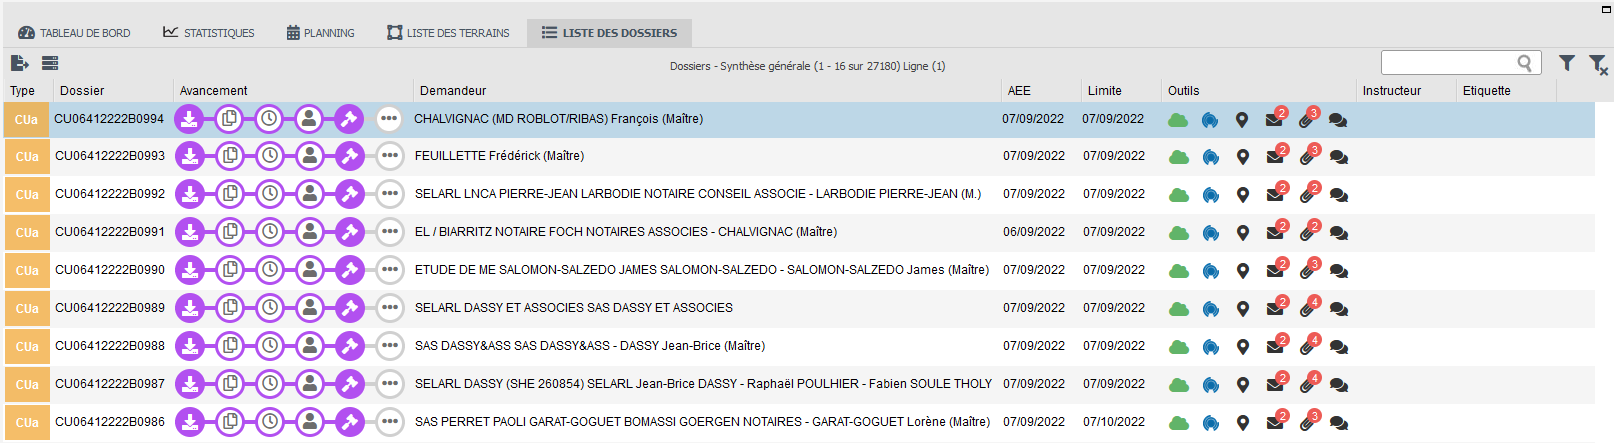 TABLEAU DE BORD STATISTIQUES PLANNING LISTE DES TERRAINS LISTE DES DOSSIERS
Dossiers - Synthèse générale (1 - 16 sur 27180) Ligne (1)
Type Dossier Avancement Demandeur AEE Limite Outils Instructeur Etiquette
CUa CU06412222B0994 CHALVIGNAC (MD ROBLOT/RIBAS) François (Maître) 07/09/2022 07/09/2022 2 3
CUa CU06412222B0993 FEUILLETTE Frédérick (Maître) 07/09/2022 07/09/2022 2 3
CUa CU06412222B0992 SELARL LNCA PIERRE-JEAN LARBODIE NOTAIRE CONSEIL ASSOCIE - LARBODIE PIERRE-JEAN (M.) 07/09/2022 07/09/2022 2 2
CUa CU06412222B0991 EL / BIARRITZ NOTAIRE FOCH NOTAIRES ASSOCIES - CHALVIGNAC (Maître) 06/09/2022 07/09/2022 2 2
CUa CU06412222B0990 ETUDE DE ME SALOMON-SALZEDO JAMES SALOMON-SALZEDO - SALOMON-SALZEDO James (Maître) 07/09/2022 07/09/2022 2 3
CUa CU06412222B0989 SELARL DASSY ET ASSOCIES SAS DASSY ET ASSOCIES 07/09/2022 07/09/2022 2 4
CUa CU06412222B0988 SAS DASSY&ASS SAS DASSY&ASS - DASSY Jean-Brice (Maître) 07/09/2022 07/09/2022 2 4
CUa CU06412222B0987 SELARL DASSY (SHE 260854) SELARL Jean-Brice DASSY - Raphaël POULHIER - Fabien SOULE THOLY 07/09/2022 07/09/2022 2 4
CUa CU06412222B0986 SAS PERRET PAOLI GARAT-GOGUET BOMASSI GOERGEN NOTAIRES - GARAT-GOGUET Lorène (Maître) 07/09/2022 07/10/2022 2 3